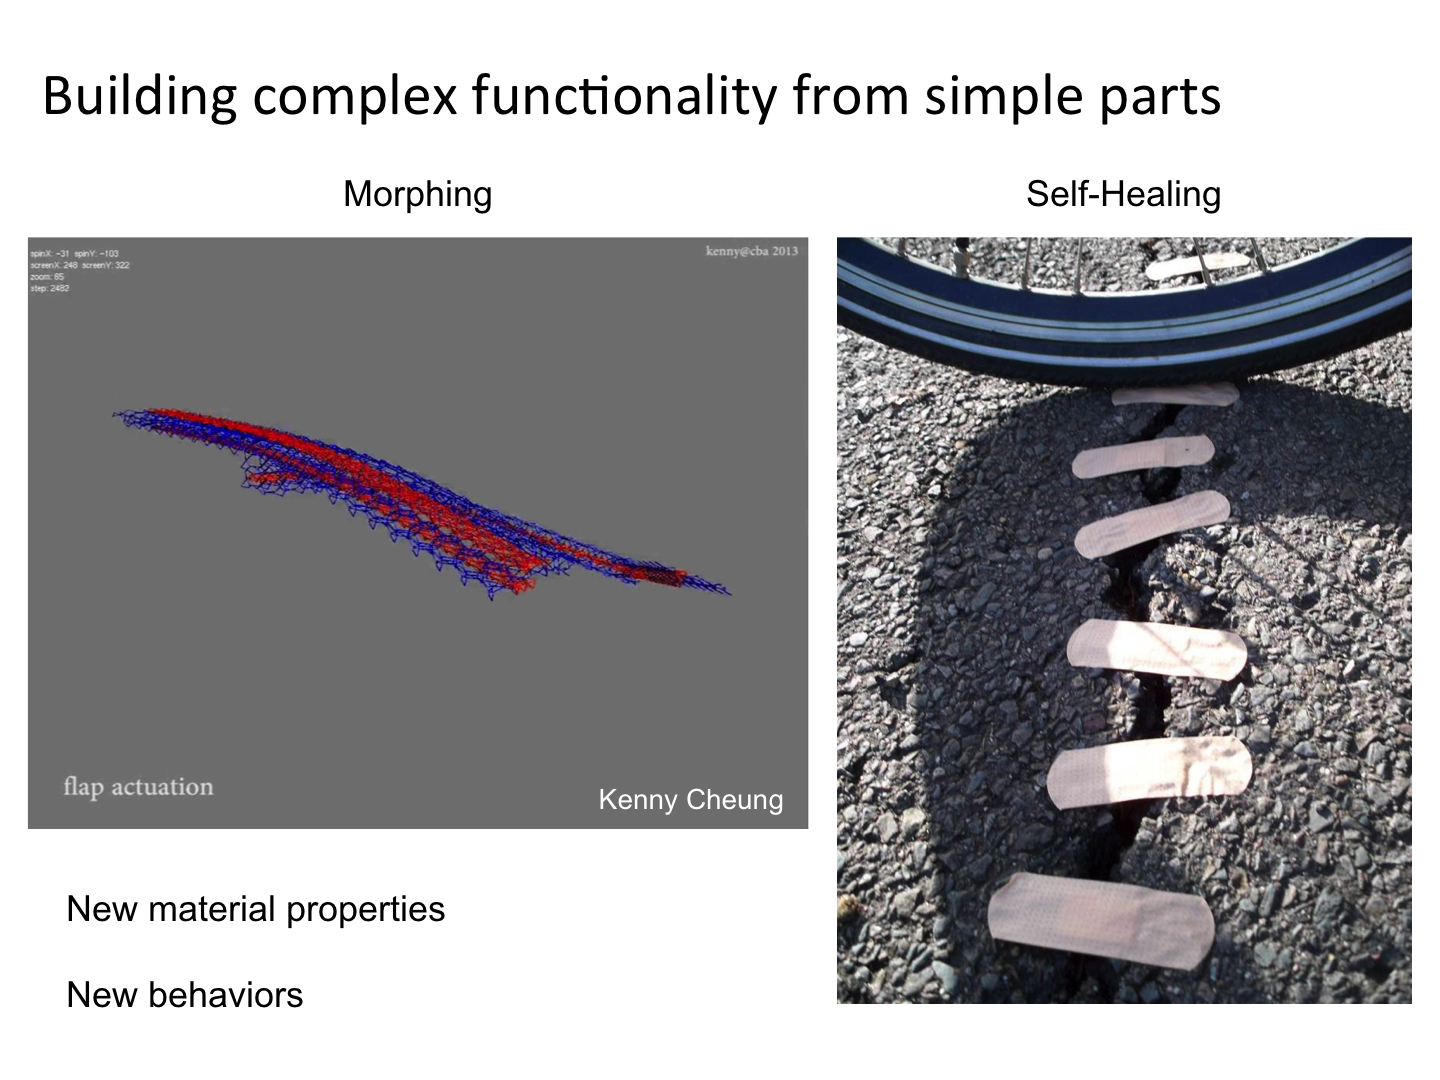 Building complex functionality from simple parts
Morphing
Self-Healing
spinX: -31 spinY: -103
screenX: 248 screenY: 322
zoom: 65
step: 2482
kenny@cba 2013
flap actuation
Kenny Cheung
New material properties
New behaviors